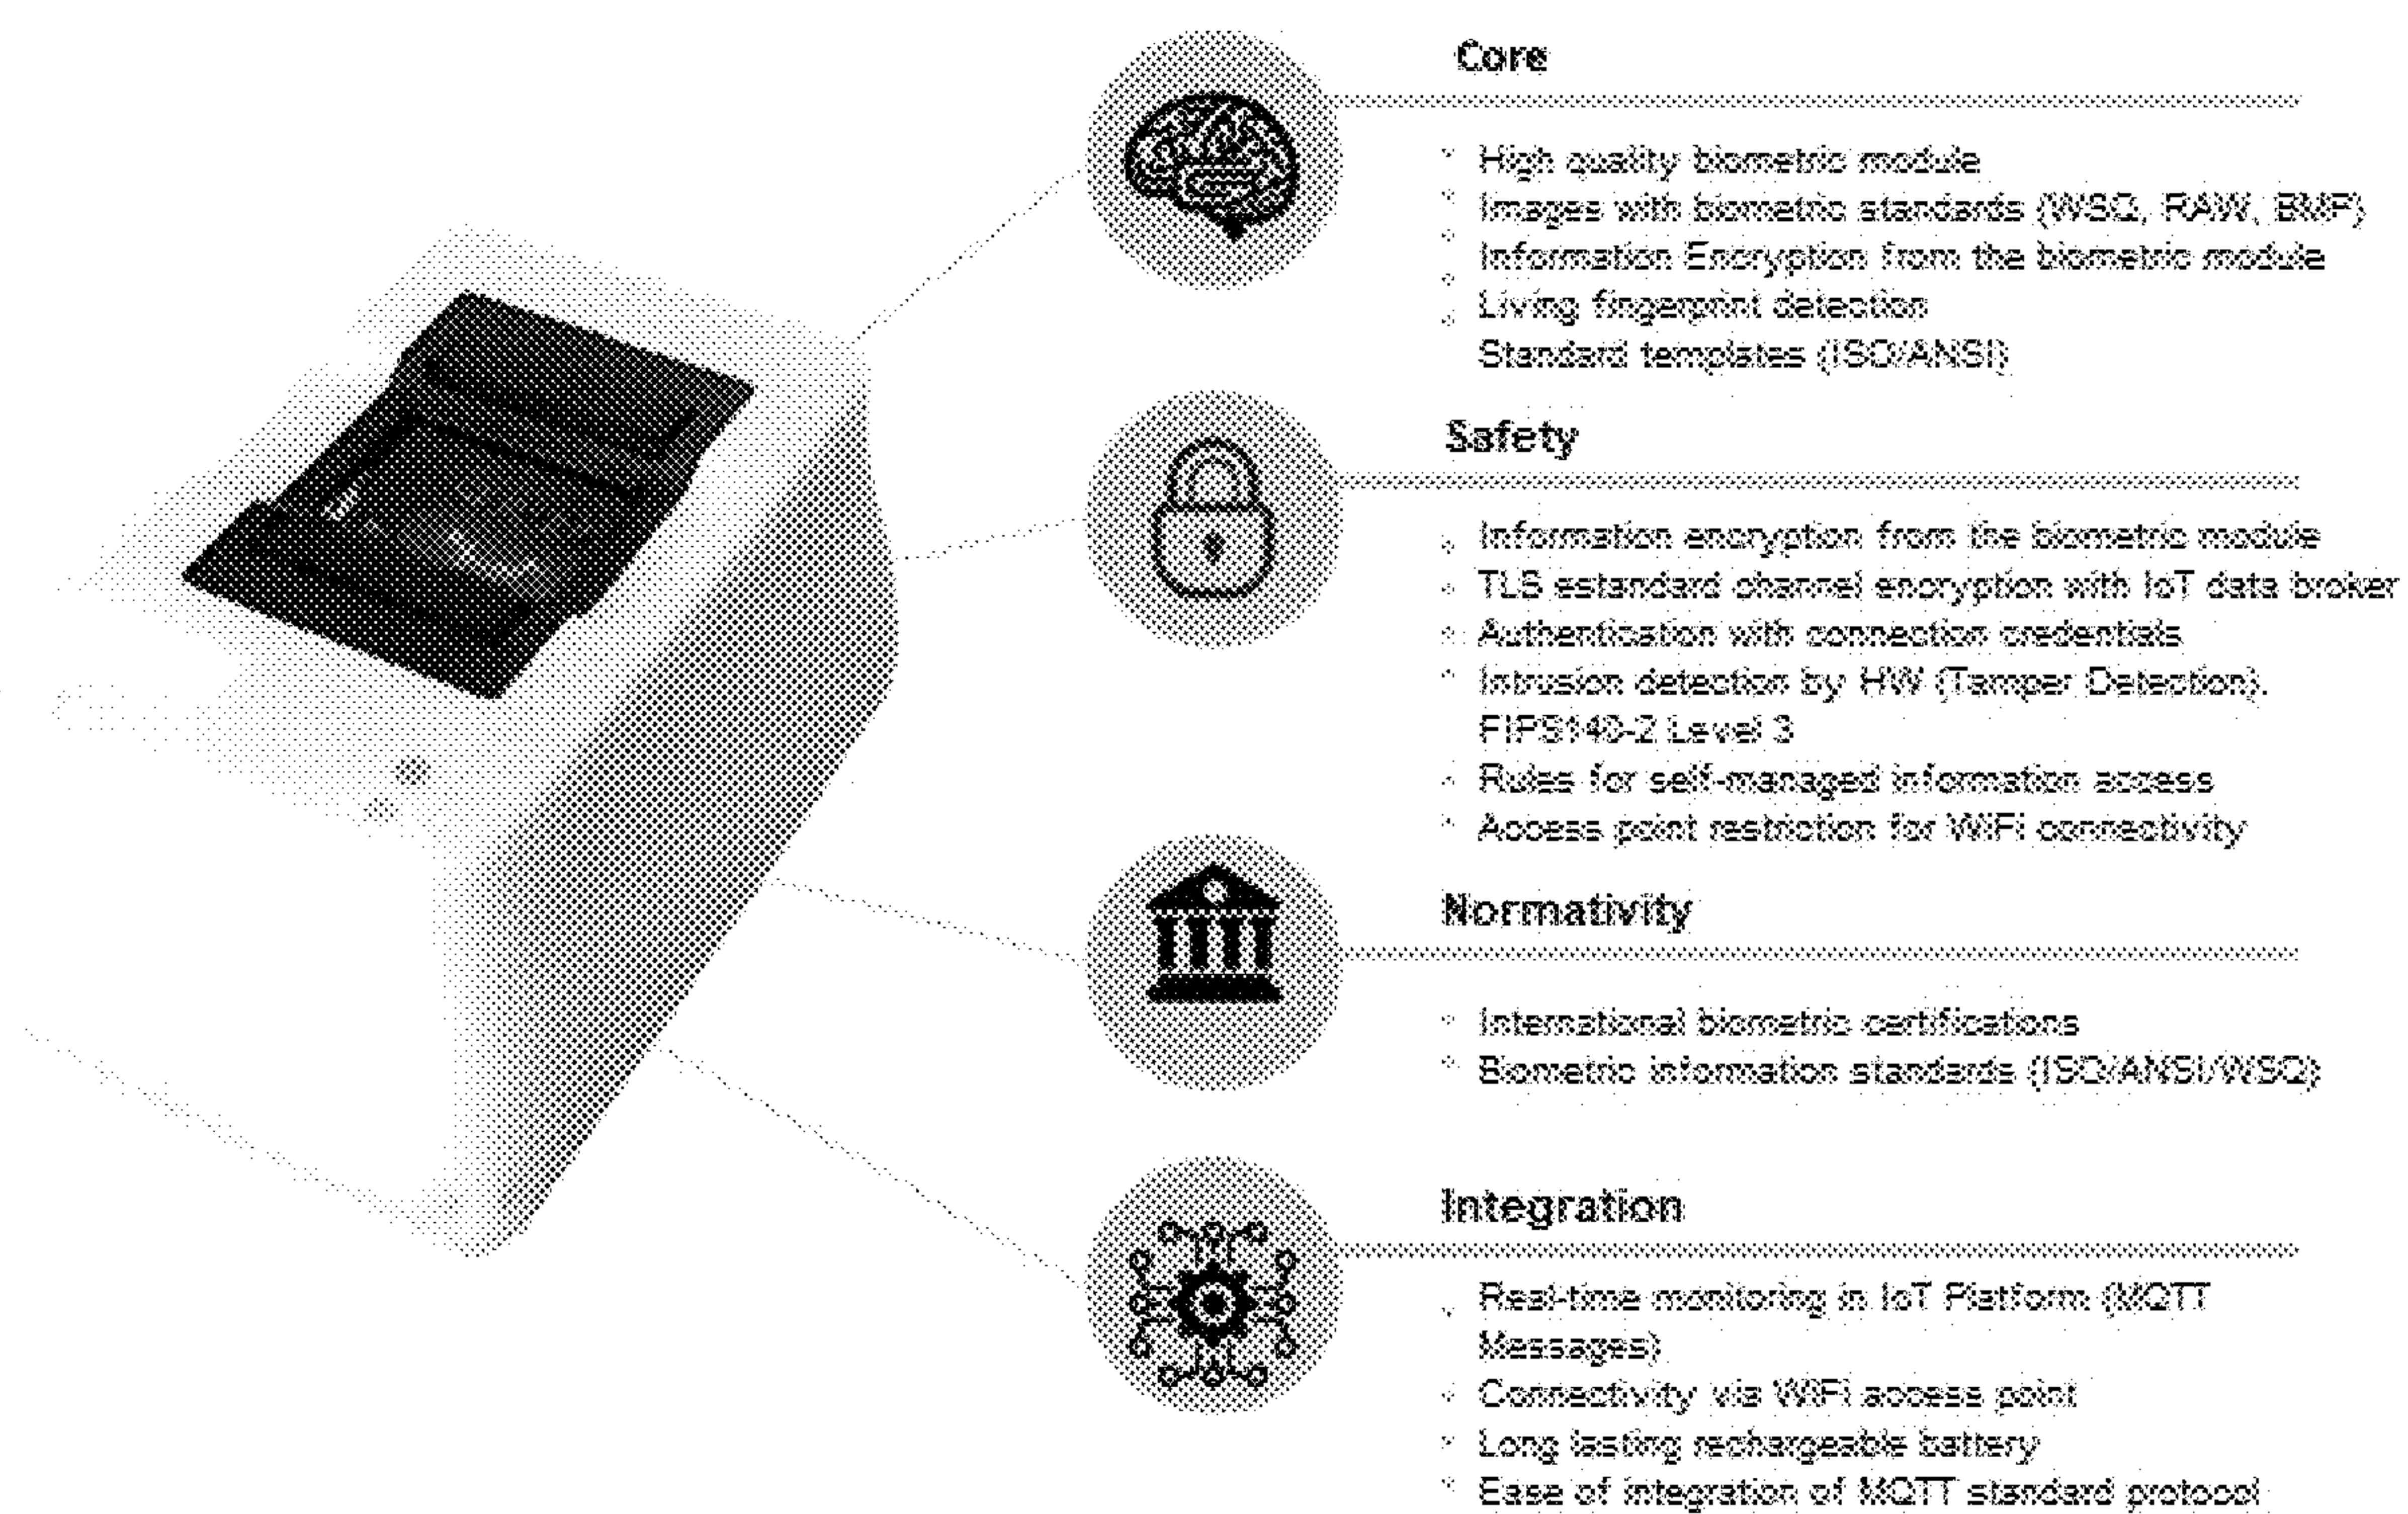 Core
High quality biometric module
Images with biometric standards (WSQ, RAW, BMP)
Information Encryption from the biometric module
Living fingerprint detection
Standard templates (ISO/ANSI)
Safety
Information encryption from the biometric module
TLS estandard channel encryption with IoT data broker
Authentication with connection credentials
Intrusion detection by HW (Tamper Detection).
FIPS140-2 Level 3
Rules for self-managed information access
Access point restriction for WiFi connectivity
Normativity
International biometric certifications
Biometric information standards (ISO/ANSI/WSQ)
Integration
Real-time monitoring in IoT Platform (MQTT
Messages)
Connectivity via WiFi access point
Long lasting rechargeable battery
Ease of integration of MQTT standard protocol